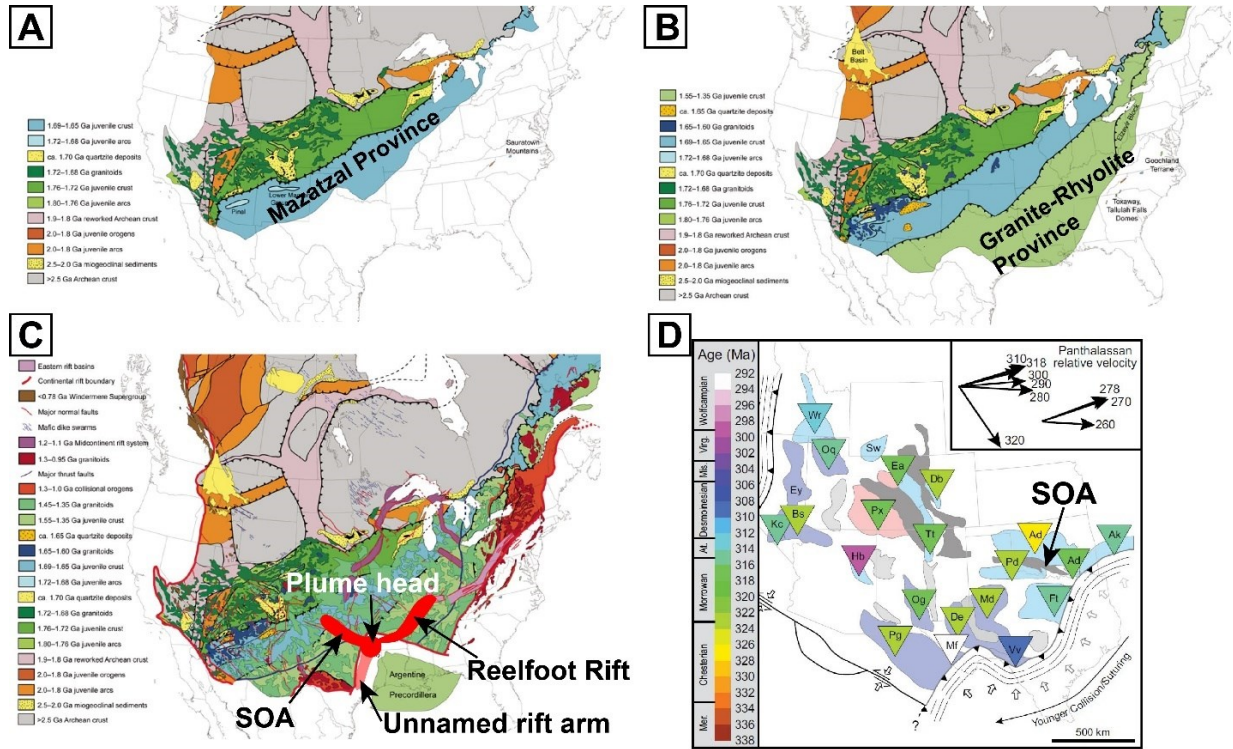 A
Mazatzal Province
Sauratown
Mountains
Pinal
1.69–1.65 Ga juvenile crust
1.72–1.68 Ga juvenile arcs
ca. 1.70 Ga quartzite deposits
1.72–1.68 Ga granitoids
1.76–1.72 Ga juvenile crust
1.80–1.76 Ga juvenile arcs
1.9–1.8 Ga reworked Archean crust
2.0–1.8 Ga juvenile orogens
2.0–1.8 Ga juvenile arcs
2.5–2.0 Ga miogeoclinal sediments
>2.5 Ga Archean crust
B
Belt
Basin
Granite-Rhyolite
Province
Goochland
Terrane
Toxaway,
Tallulah Falls
Domes
1.55–1.35 Ga juvenile crust
ca. 1.65 Ga quartzite deposits
1.65–1.60 Ga granitoids
1.69–1.65 Ga juvenile crust
1.72–1.68 Ga juvenile arcs
ca. 1.70 Ga quartzite deposits
1.72–1.68 Ga granitoids
1.76–1.72 Ga juvenile crust
1.80–1.76 Ga juvenile arcs
1.9–1.8 Ga reworked Archean crust
2.0–1.8 Ga juvenile orogens
2.0–1.8 Ga juvenile arcs
2.5–2.0 Ga miogeoclinal sediments
>2.5 Ga Archean crust
C
Eastern rift basins
Continental rift boundary
<0.78 Ga Windermere Supergroup
Major normal faults
Mafic dike swarms
1.2–1.1 Ga Midcontinent rift system
1.3–0.95 Ga granitoids
Major thrust faults
1.3–1.0 Ga collisional orogens
1.45–1.35 Ga granitoids
1.55–1.35 Ga juvenile crust
ca. 1.65 Ga quartzite deposits
1.65–1.60 Ga granitoids
1.69–1.65 Ga juvenile crust
1.72–1.68 Ga juvenile arcs
ca. 1.70 Ga quartzite deposits
1.72–1.68 Ga granitoids
1.76–1.72 Ga juvenile crust
1.80–1.76 Ga juvenile arcs
1.9–1.8 Ga reworked Archean crust
2.0–1.8 Ga juvenile orogens
2.0–1.8 Ga juvenile arcs
2.5–2.0 Ga miogeoclinal sediments
>2.5 Ga Archean crust
Plume head
Reelfoot Rift
SOA
Unnamed rift arm
Argentine
Precordillera
D
Age (Ma)
292
294
296
298
300
302
304
306
308
310
312
314
316
318
320
322
324
326
328
330
332
334
336
338
Wolfcampian
Virg.
Mis.
Desmoinesian
At.
Morrowan
Chesterian
Mer.
Panthalassan
relative velocity
310
318
300
290
280
320
278
270
260
Wr
Oq
Sw
Ea
Db
Ey
Bs
Kc
Px
Tt
Hb
SOA
Ad
Ak
Pd
Ad
Ft
Og
Md
De
Pg
Mf
Vv
?
Younger Collision/Suturing
500 km